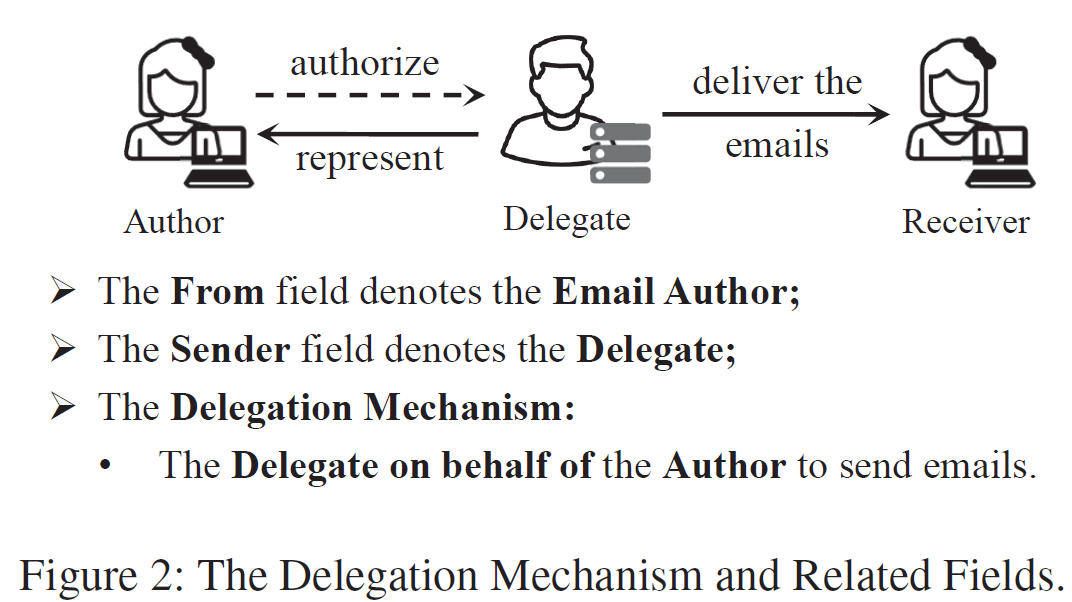 authorize
represent
deliver the
emails
Author
Delegate
Receiver
➢ The From field denotes the Email Author;
➢ The Sender field denotes the Delegate;
➢ The Delegation Mechanism:
• The Delegate on behalf of the Author to send emails.
Figure 2: The Delegation Mechanism and Related Fields.